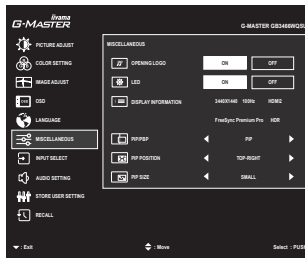 iiyama
G-MASTER
G-MASTER GB3466WQSU
PICTURE ADJUST
COLOR SETTING
IMAGE ADJUST
OSD
LANGUAGE
MISCELLANEOUS
INPUT SELECT
AUDIO SETTING
STORE USER SETTING
RECALL
MISCELLANEOUS
OPENING LOGO ON OFF
LED ON OFF
DISPLAY INFORMATION 3440X1440 100Hz HDMI2
FreeSync Premium Pro HDR
PIP/PBP PIP
PIP POSITION TOP-RIGHT
PIP SIZE SMALL
: Exit
: Move
Select : PUSH